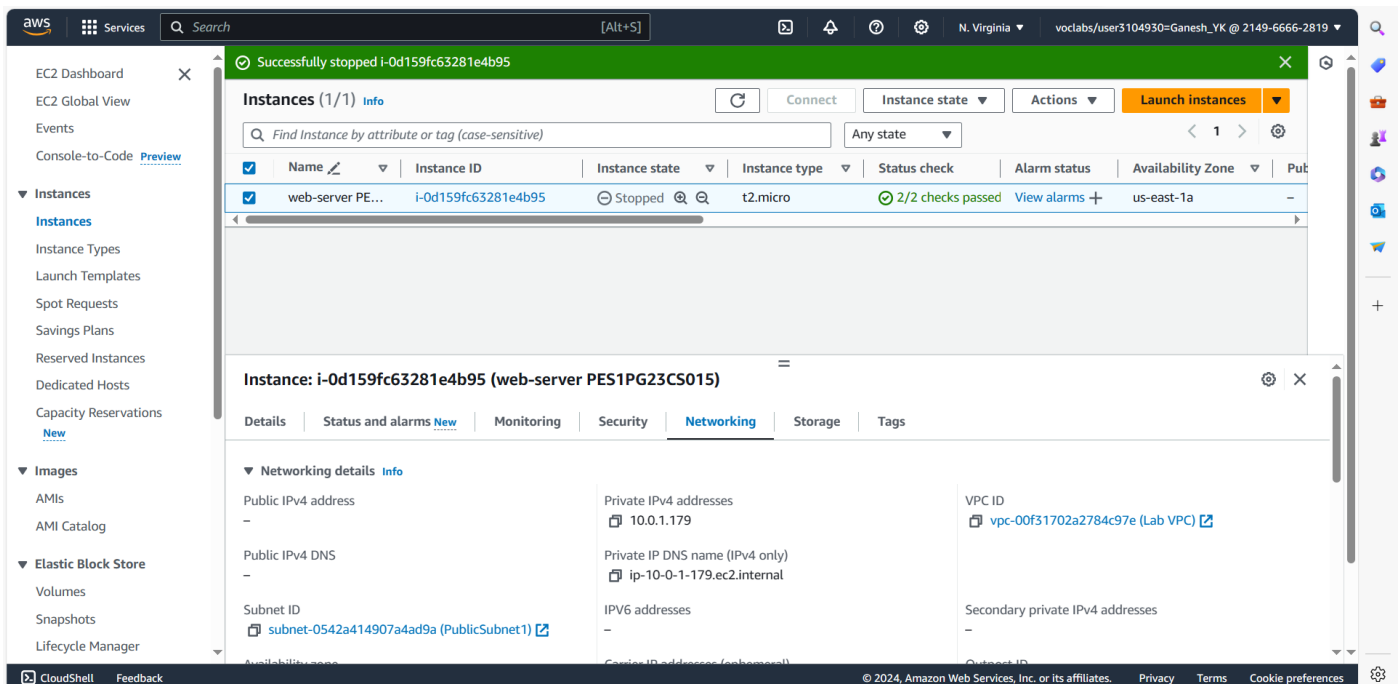 aws
Services
Search
[Alt+S]
N. Virginia
voclabs/user3104930=Ganesh_YK @ 2149-6666-2819
EC2 Dashboard
EC2 Global View
Events
Console-to-Code Preview
Instances
Instances
Instance Types
Launch Templates
Spot Requests
Savings Plans
Reserved Instances
Dedicated Hosts
Capacity Reservations
New
Images
AMIs
AMI Catalog
Elastic Block Store
Volumes
Snapshots
Lifecycle Manager
Successfully stopped i-0d159fc63281e4b95
Instances (1/1) Info
Connect
Instance state
Actions
Launch instances
Find Instance by attribute or tag (case-sensitive)
Any state
1
Name
Instance ID
Instance state
Instance type
Status check
Alarm status
Availability Zone
Pub
web-server PE...
i-0d159fc63281e4b95
Stopped
t2.micro
2/2 checks passed
View alarms +
us-east-1a
–
Instance: i-0d159fc63281e4b95 (web-server PES1PG23CS015)
Details
Status and alarms New
Monitoring
Security
Networking
Storage
Tags
Networking details Info
Public IPv4 address
–
Private IPv4 addresses
10.0.1.179
VPC ID
vpc-00f31702a2784c97e (Lab VPC)
Public IPv4 DNS
–
Private IP DNS name (IPv4 only)
ip-10-0-1-179.ec2.internal
Subnet ID
subnet-0542a414907a4ad9a (PublicSubnet1)
IPV6 addresses
–
Secondary private IPv4 addresses
–
Availability zone
Carrier IP addresses (ephemeral)
Outpost ID
CloudShell
Feedback
© 2024, Amazon Web Services, Inc. or its affiliates.
Privacy
Terms
Cookie preferences